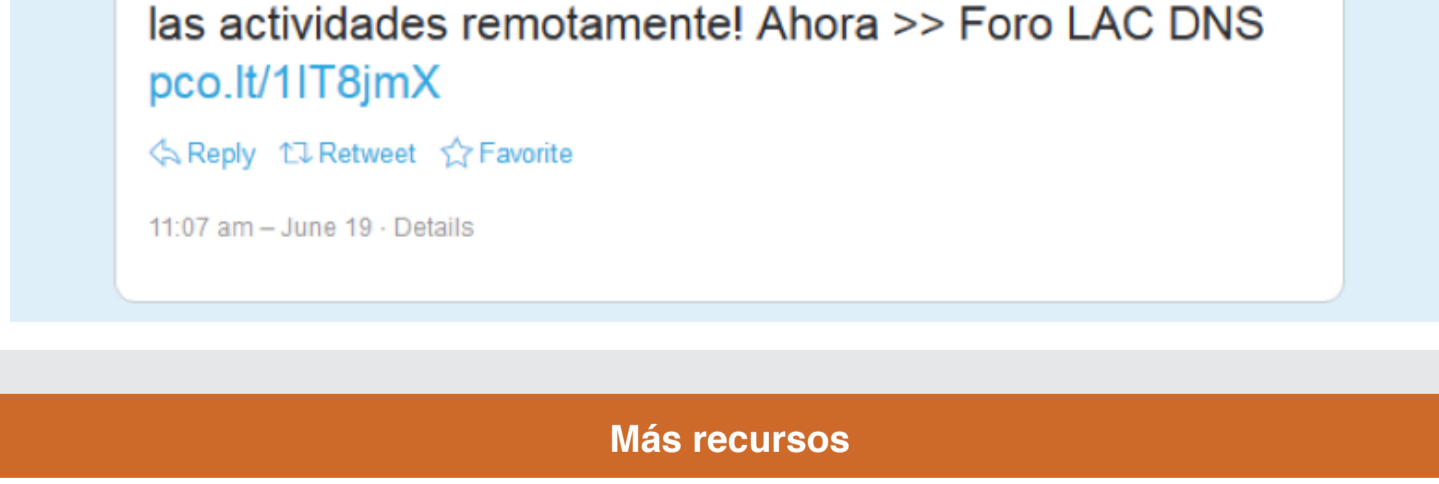 las actividades remotamente! Ahora >> Foro LAC DNS
pco.lt/1IT8jmX
Reply Retweet Favorite
11:07 am – June 19 · Details
Más recursos